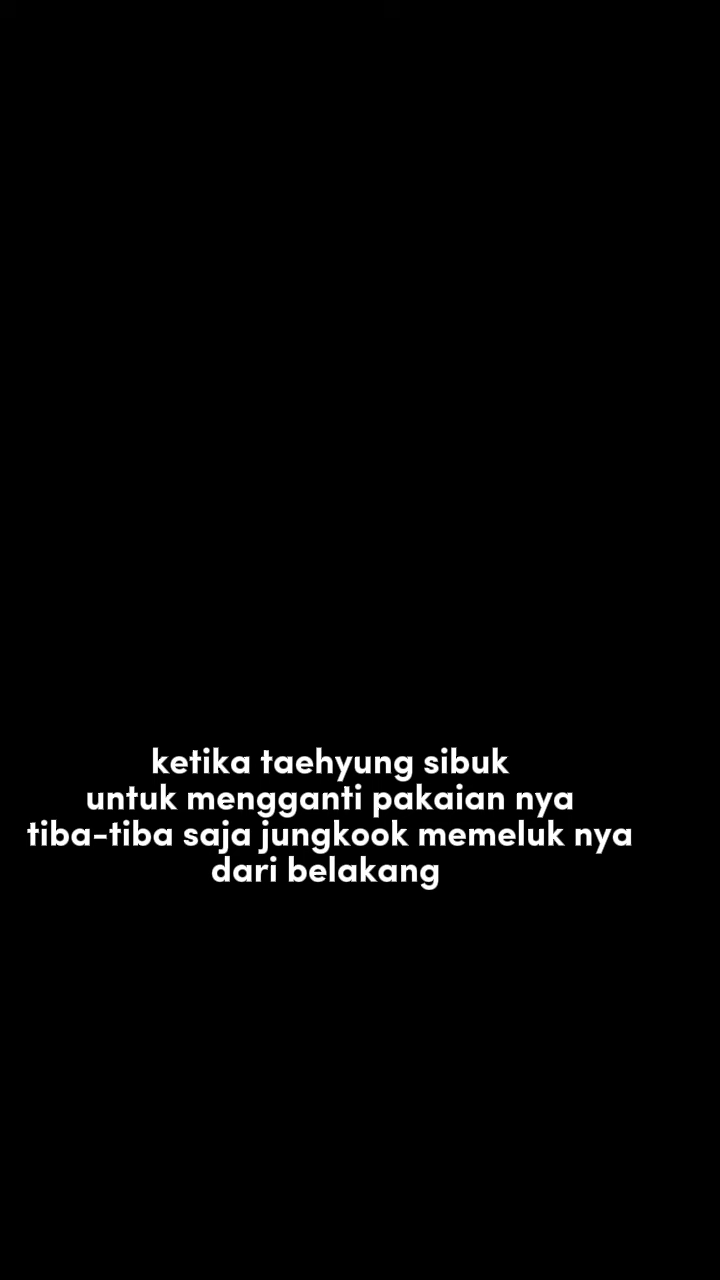 ketika taehyung sibuk
untuk mengganti pakaian nya
tiba-tiba saja jungkook memeluk nya
dari belakang